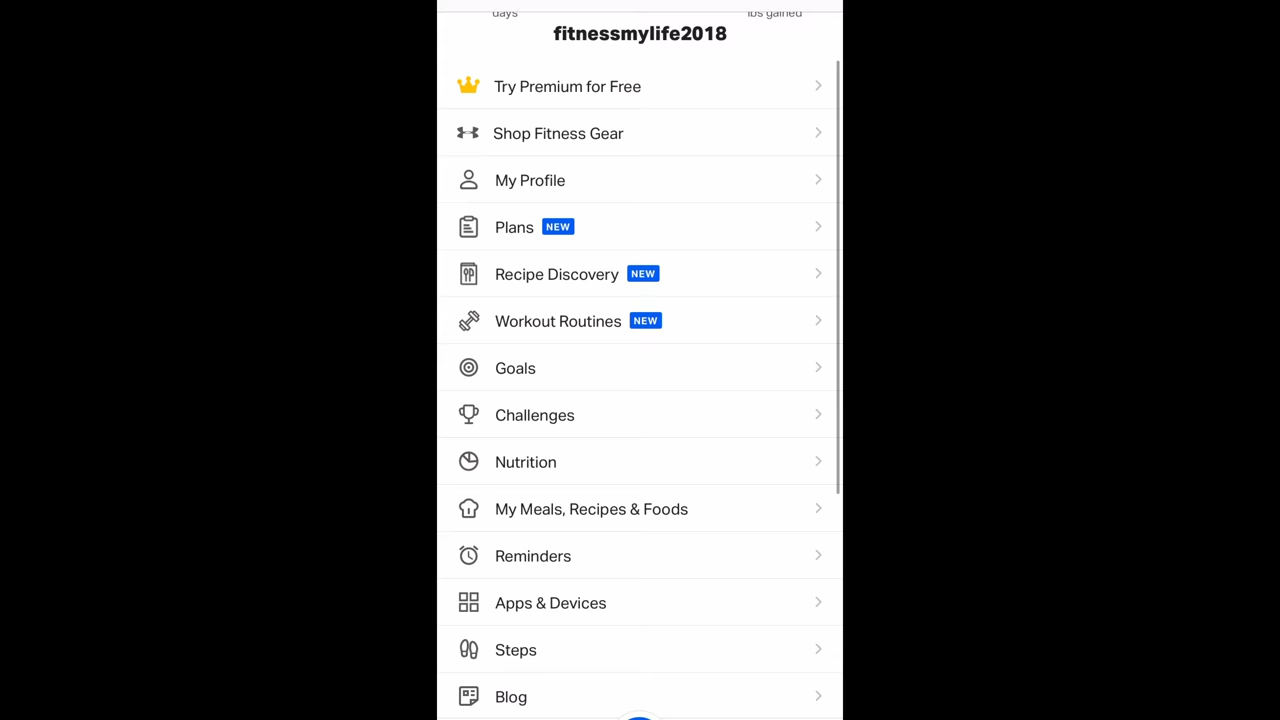 days lbs gained
fitnessmylife2018
Try Premium for Free
Shop Fitness Gear
My Profile
Plans NEW
Recipe Discovery NEW
Workout Routines NEW
Goals
Challenges
Nutrition
My Meals, Recipes & Foods
Reminders
Apps & Devices
Steps
Blog